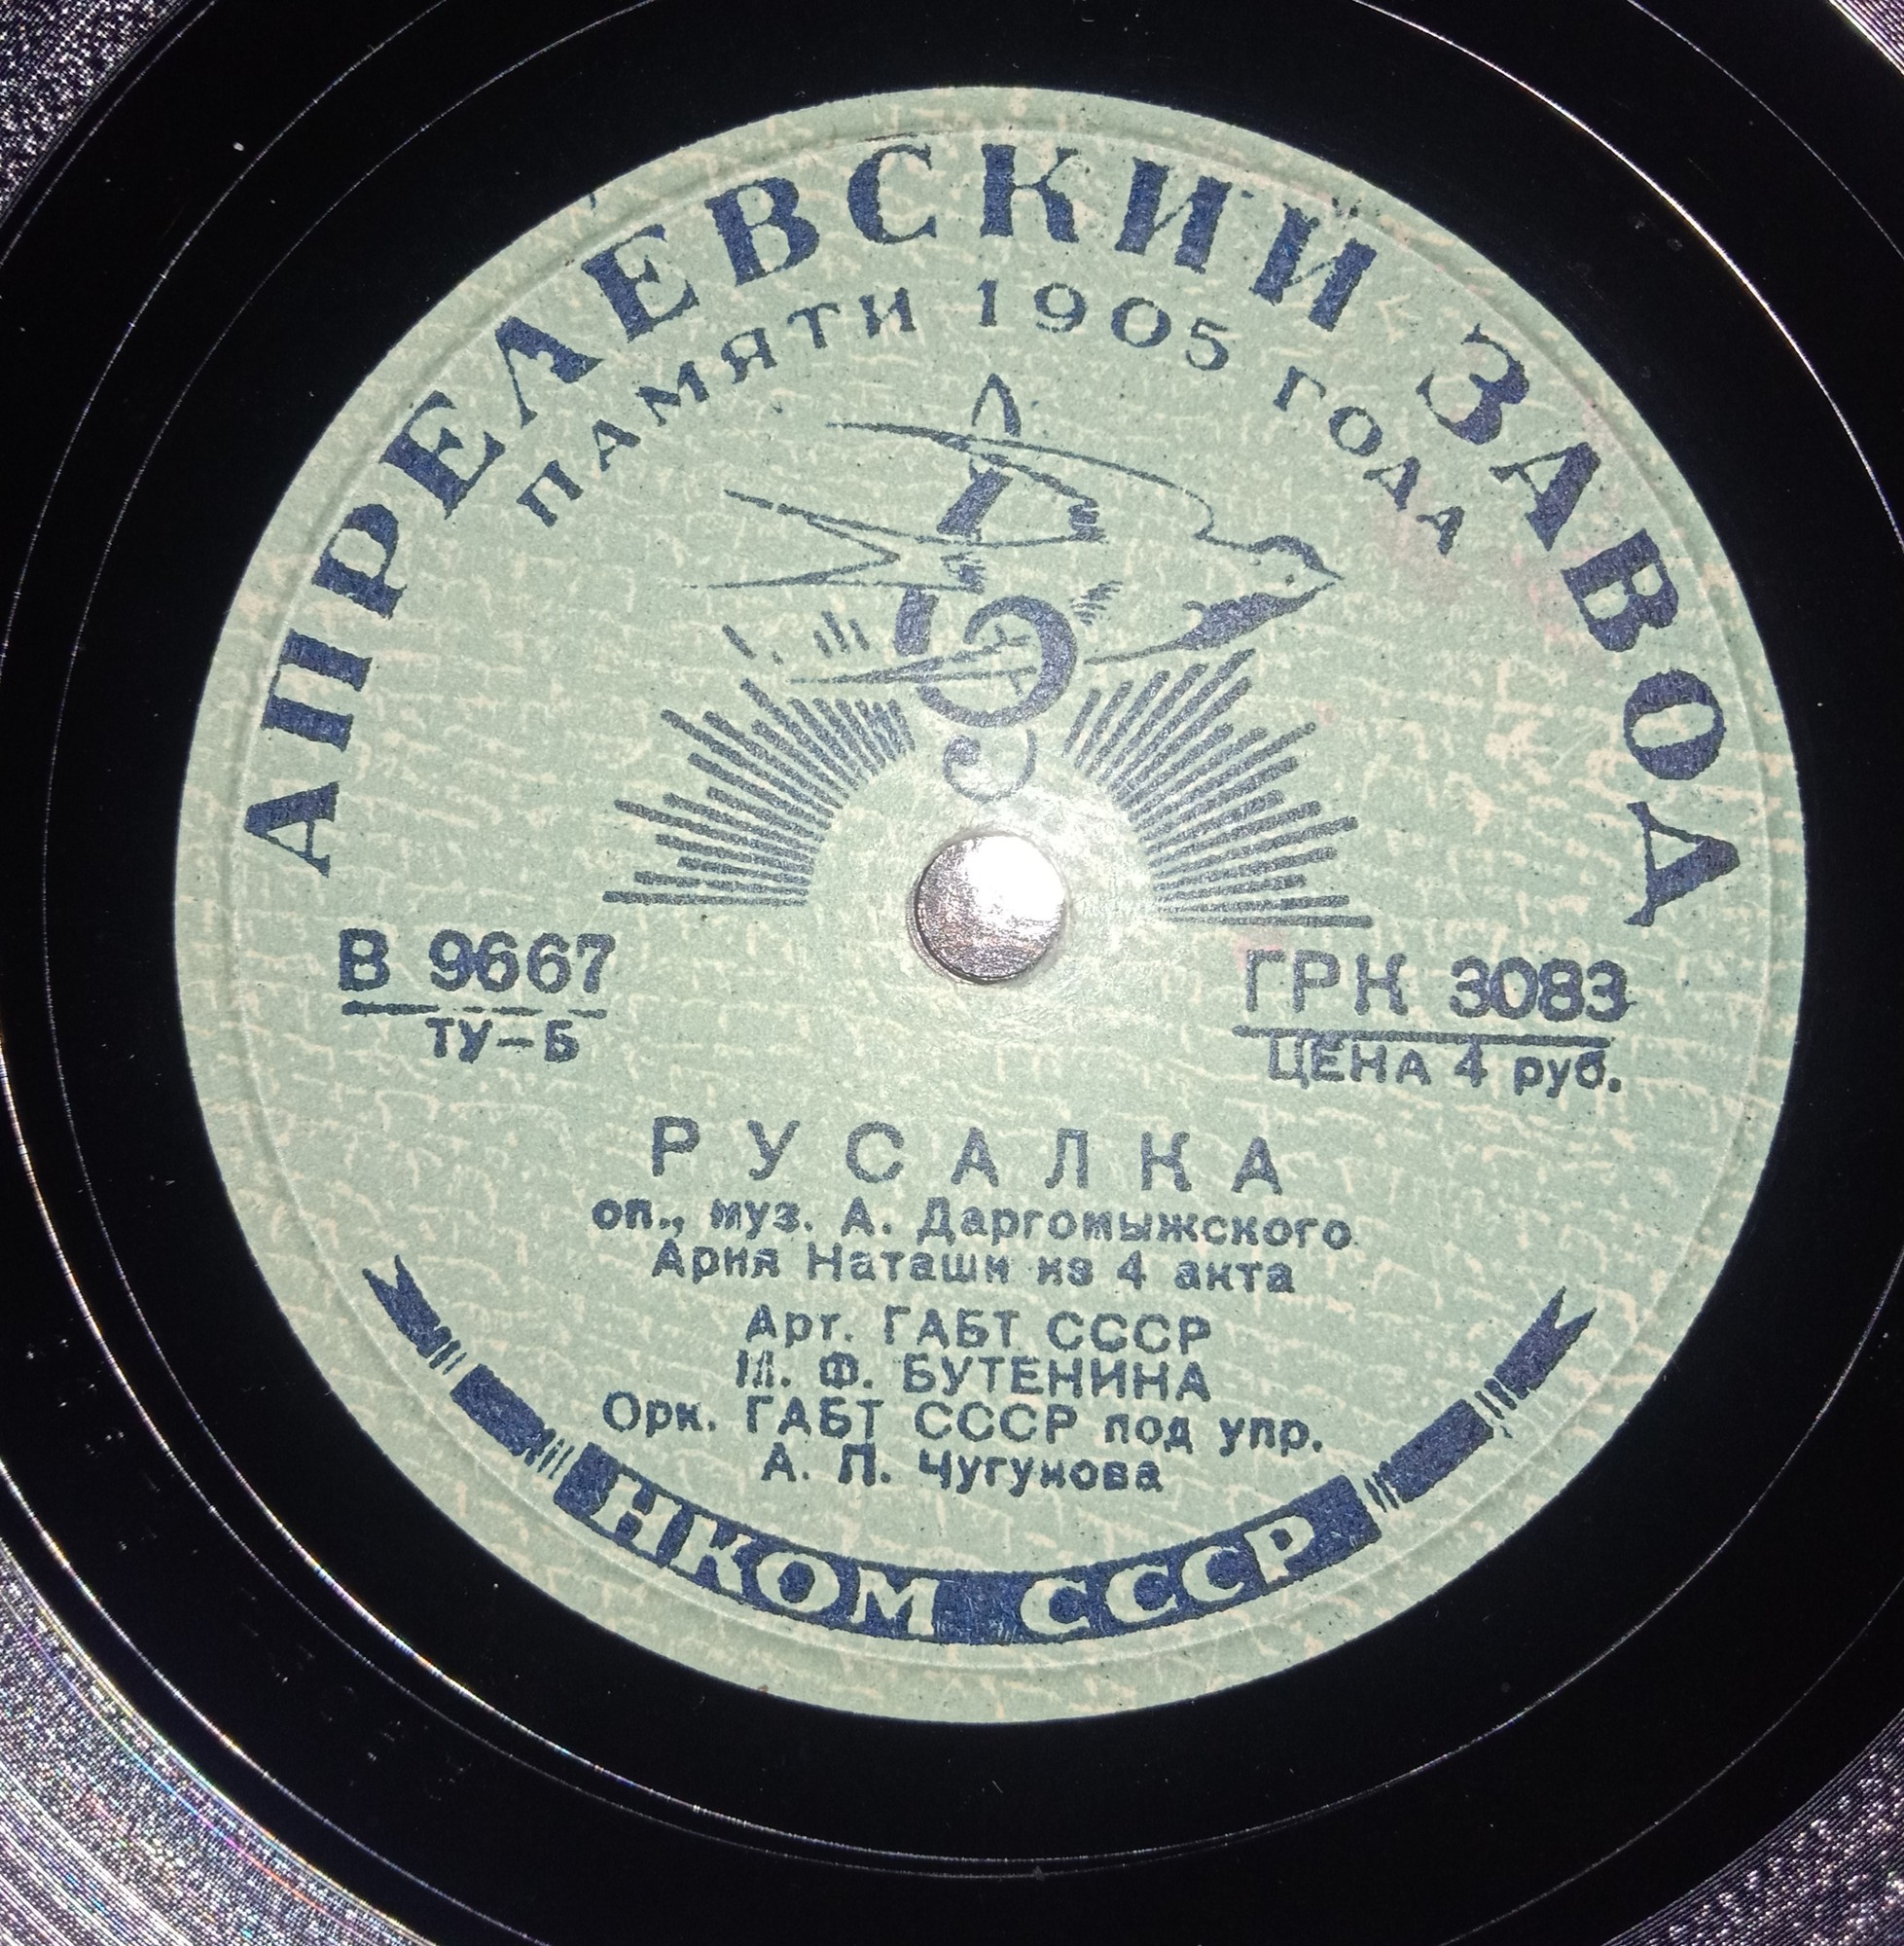 АПРЕЛЕВСКИЙ ЗАВОД
ПАМЯТИ 1905 ГОДА
В 9667
ТУ-Б
ГРК 3083
ЦЕНА 4 руб.
РУСАЛКА
оп., муз. А. Даргомыжского
Ария Наташи из 4 акта
Арт. ГАБТ СССР
Ф. БУТЕНИНА
Орк. ГАБТ СССР под упр.
А. П. Чугунова
НКОМ СССР